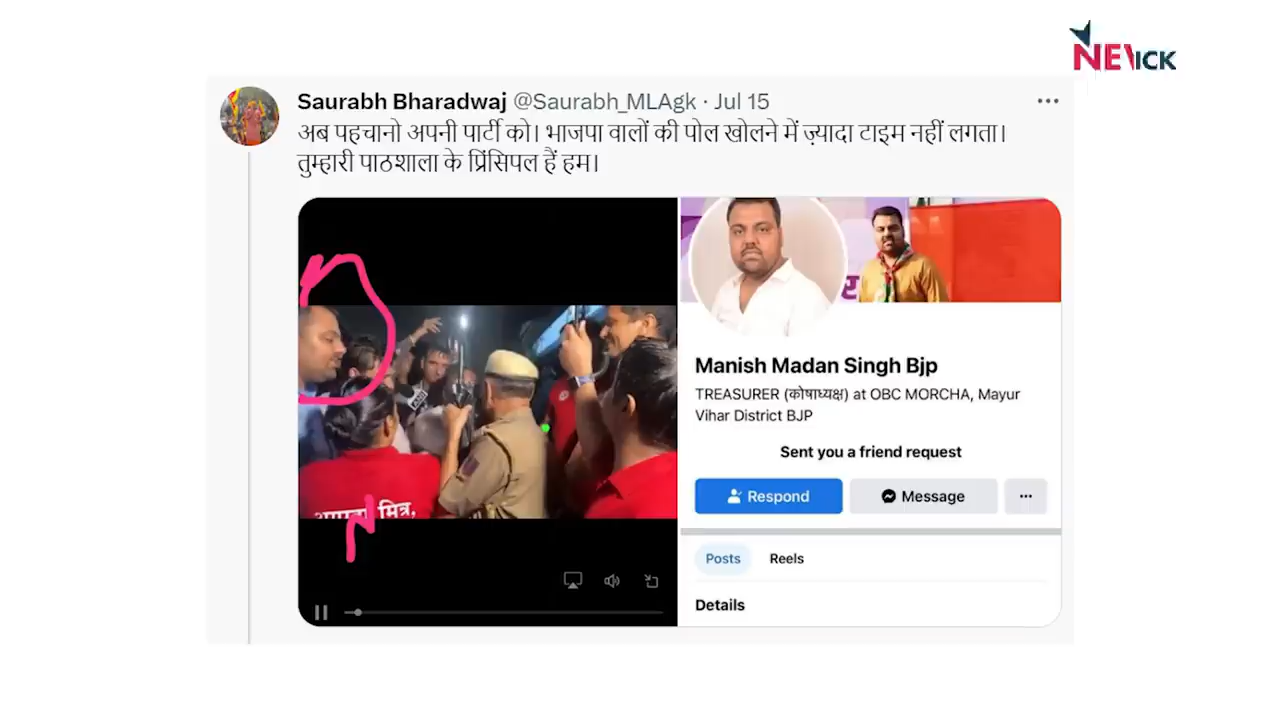 NEWICK
Saurabh Bharadwaj @Saurabh_MLAgk · Jul 15
अब पहचानो अपनी पार्टी को। भाजपा वालों की पोल खोलने में ज़्यादा टाइम नहीं लगता।
तुम्हारी पाठशाला के प्रिंसिपल हैं हम।
मित्र,
Manish Madan Singh Bjp
TREASURER (कोषाध्यक्ष) at OBC MORCHA, Mayur
Vihar District BJP
Sent you a friend request
Respond
Message
Posts
Reels
Details